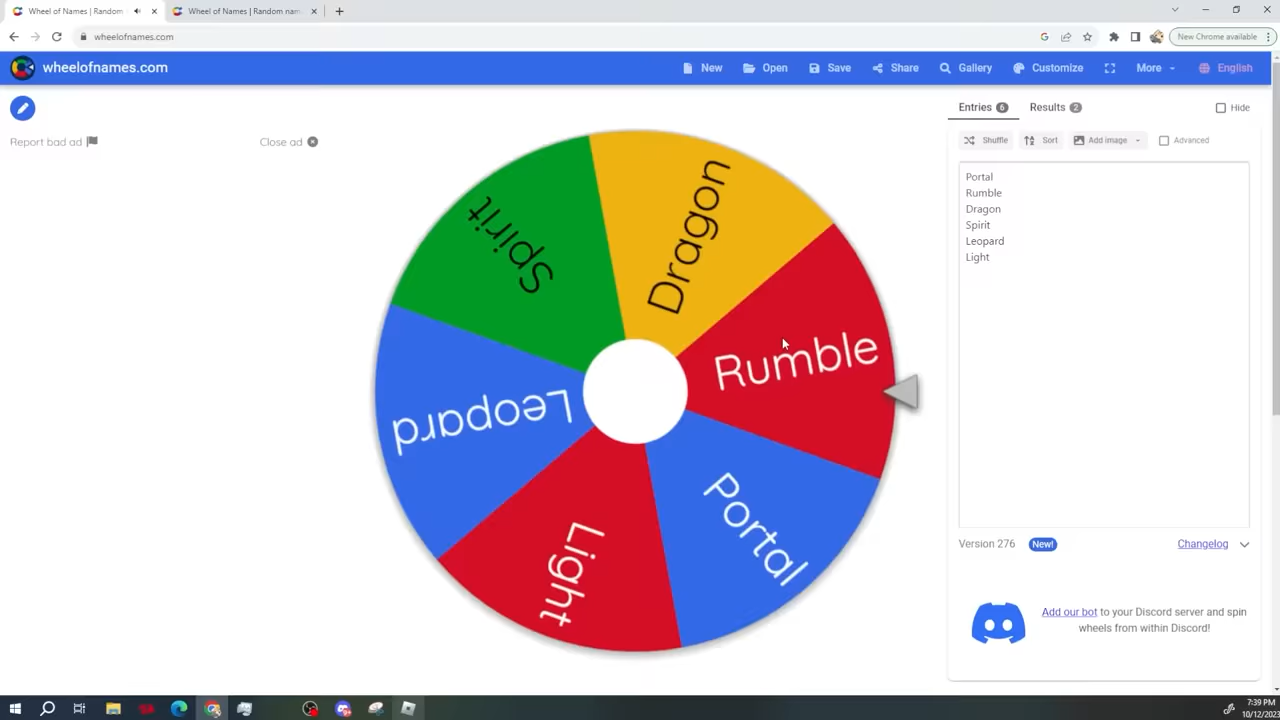 Wheel of Names | Random
Wheel of Names | Random nam
wheelofnames.com
New Chrome available
wheelofnames.com
New
Open
Save
Share
Gallery
Customize
More
English
Entries 6
Results 2
Hide
Report bad ad
Close ad
Shuffle
Sort
Add image
Advanced
Portal
Rumble
Dragon
Spirit
Leopard
Light
Spirit
Dragon
Rumble
Leopard
Portal
Light
Version 276
New!
Changelog
Add our bot to your Discord server and spin
wheels from within Discord!
7:39 PM
10/12/2023